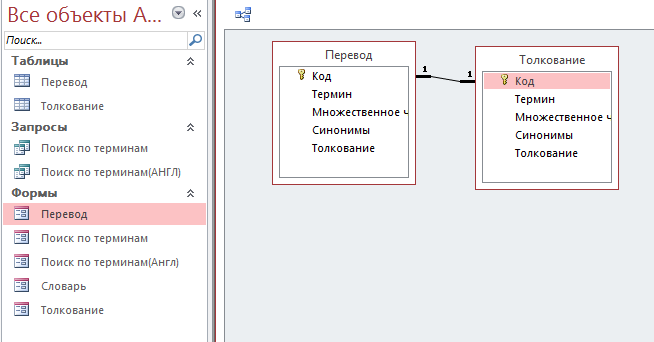 Все объекты A...
Поиск...
Таблицы
Перевод
Толкование
Запросы
Поиск по терминам
Поиск по терминам(АНГЛ)
Формы
Перевод
Поиск по терминам
Поиск по терминам(Англ)
Словарь
Толкование
Перевод
Код
Термин
Множественное ч
Синонимы
Толкование
1
1
Толкование
Код
Термин
Множественное ч
Синонимы
Толкование